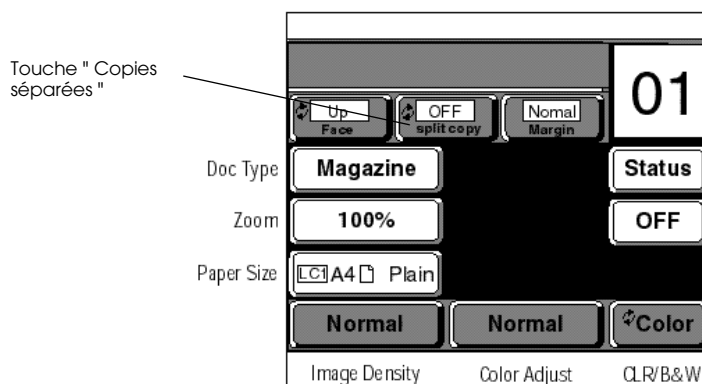 Touche " Copies
séparées "
01
Up
Face
OFF
split copy
Nomal
Margin
Doc Type
Magazine
Status
Zoom
100%
OFF
Paper Size
LC1 A4 Plain
Normal
Normal
Color
Image Density
Color Adjust
CLR/B&W